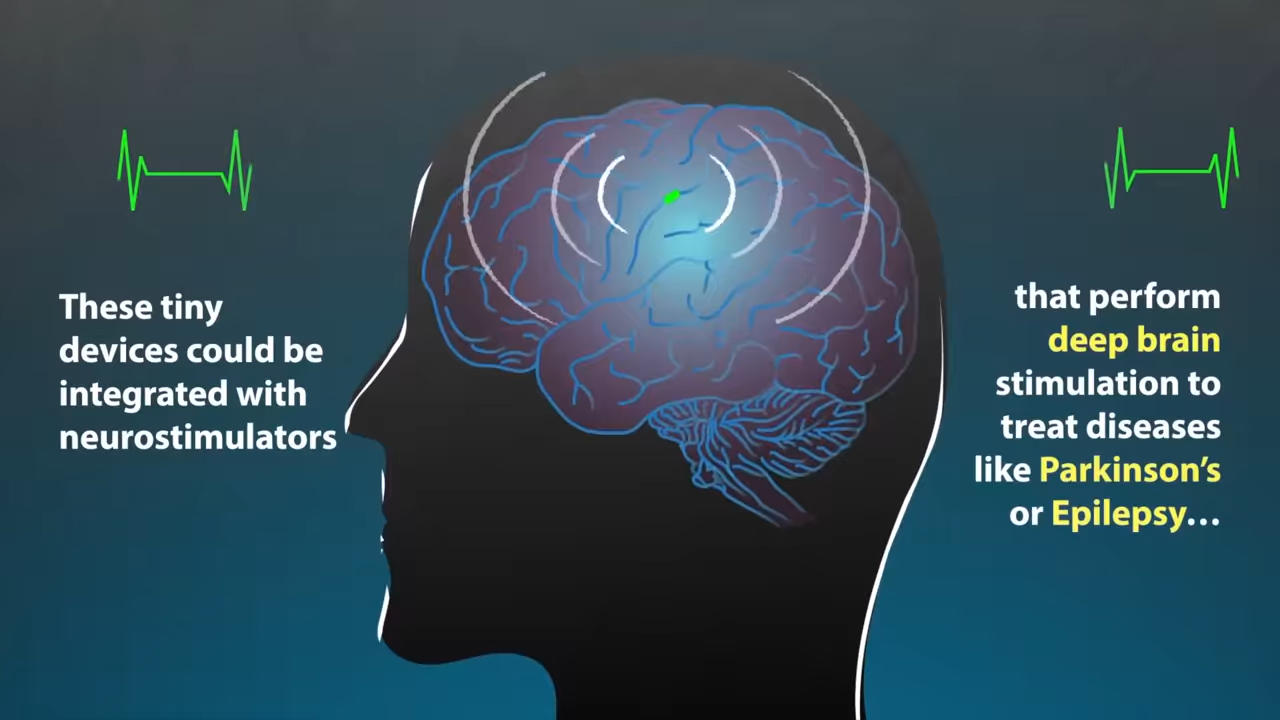 These tiny
devices could be
integrated with
neurostimulators
that perform
deep brain
stimulation to
treat diseases
like Parkinson’s
or Epilepsy…